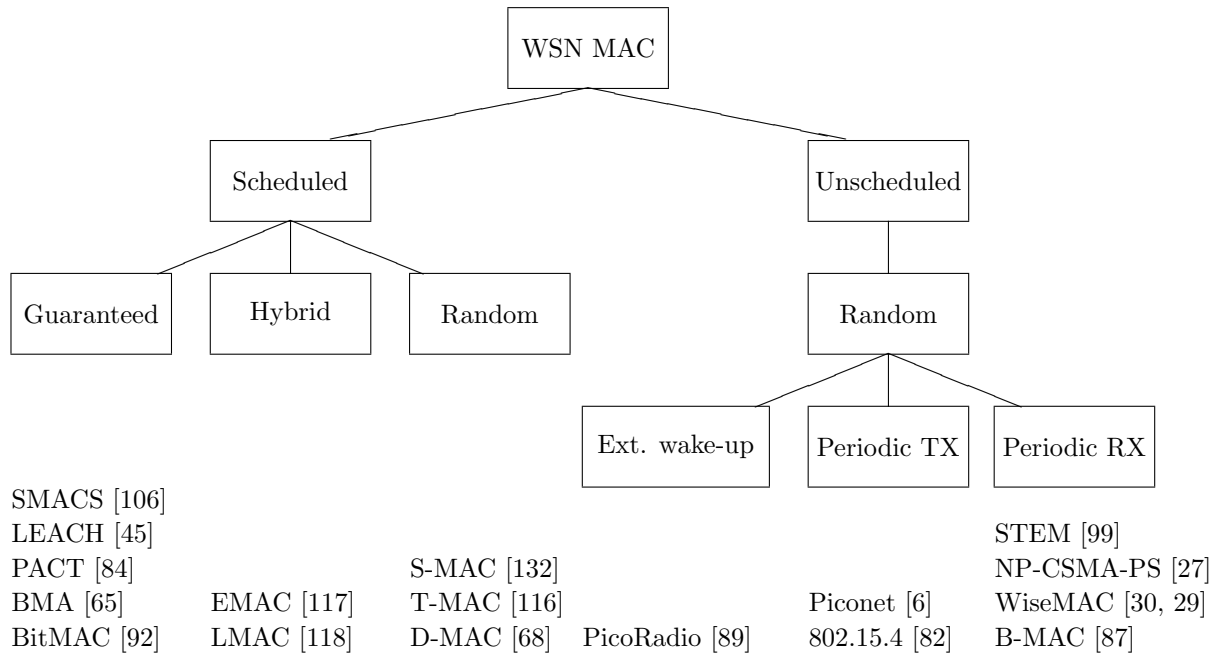 WSN MAC
Scheduled Unscheduled
Guaranteed Hybrid Random Random
Ext. wake-up Periodic TX Periodic RX
SMACS [106]
LEACH [45] STEM [99]
PACT [84] S-MAC [132] NP-CSMA-PS [27]
BMA [65] EMAC [117] T-MAC [116] Piconet [6] WiseMAC [30, 29]
BitMAC [92] LMAC [118] D-MAC [68] PicoRadio [89] 802.15.4 [82] B-MAC [87]